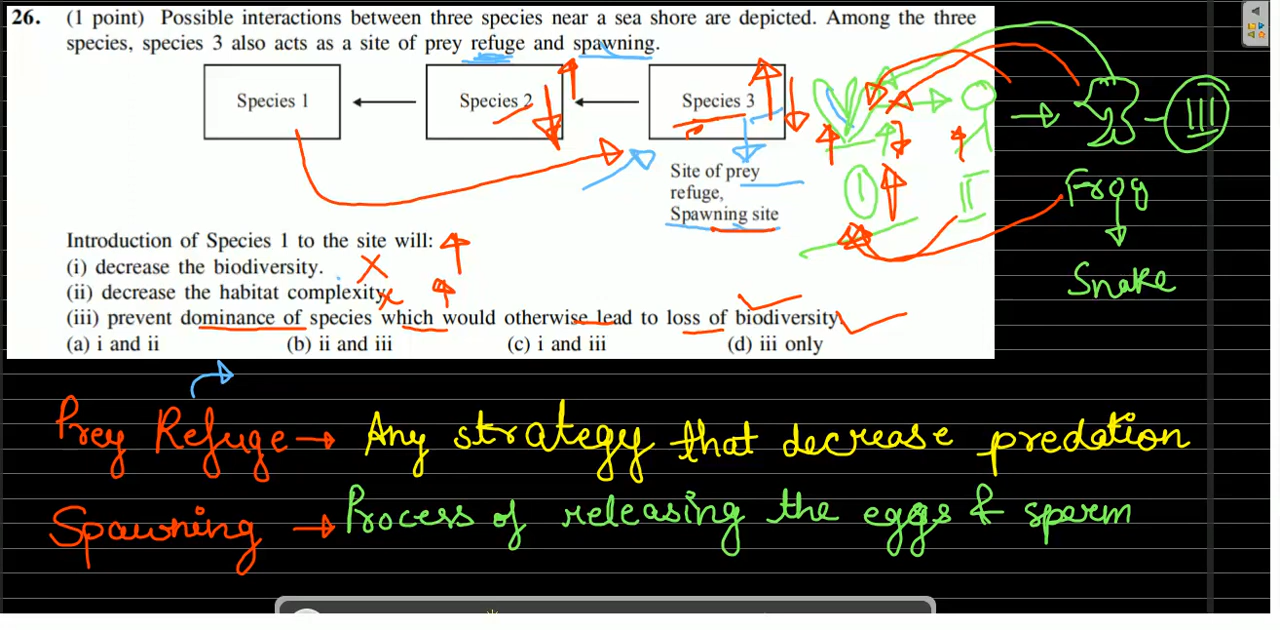 26. (1 point) Possible interactions between three species near a sea shore are depicted. Among the three
species, species 3 also acts as a site of prey refuge and spawning.
Species 1
Species 2
Species 3
Site of prey
refuge,
Spawning site
I
II
III
Frog
Snake
Introduction of Species 1 to the site will:
(i) decrease the biodiversity.
(ii) decrease the habitat complexity
(iii) prevent dominance of species which would otherwise lead to loss of biodiversity
(a) i and ii (b) ii and iii (c) i and iii (d) iii only
Prey Refuge → Any strategy that decrease predation
Spawning → Process of releasing the eggs & sperm